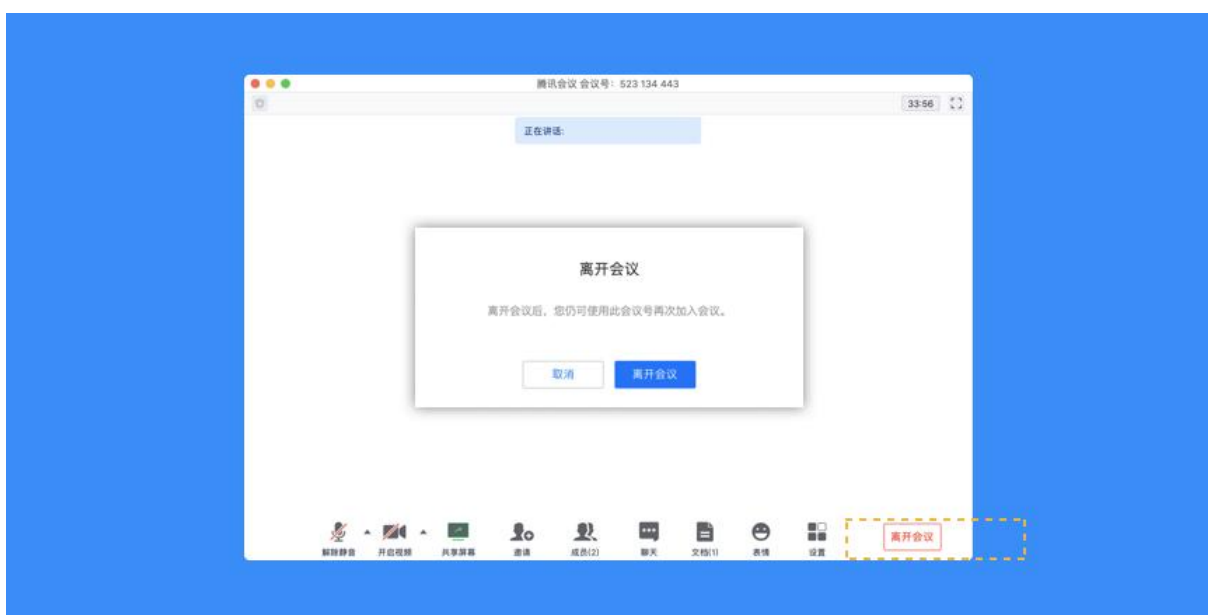 腾讯会议 会议号：523 134 443
33:56
正在讲话:
离开会议
离开会议后，您仍可使用此会议号再次加入会议。
取消
离开会议
解除静音
开启视频
共享屏幕
邀请
成员(2)
聊天
文档(1)
表情
设置
离开会议